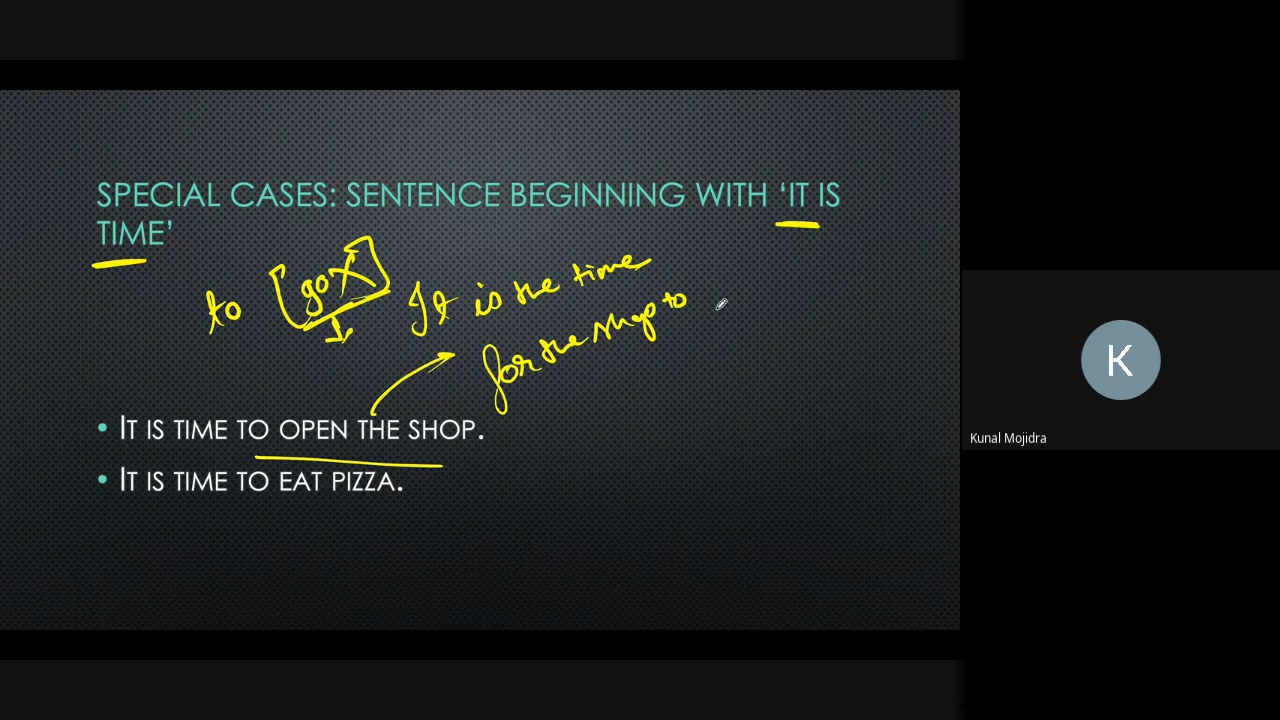 SPECIAL CASES: SENTENCE BEGINNING WITH ‘IT IS
TIME’
to [go X]
I
It is the time
for the shop to
• IT IS TIME TO OPEN THE SHOP.
• IT IS TIME TO EAT PIZZA.
K
Kunal Mojidra